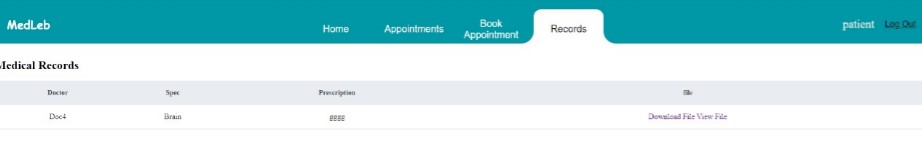 MedLeb
Home
Appointments
Book
Appointment
Records
patient
Log Out
Medical Records
Doctor Spec Prescription file
Doc4 Brain gggg Download File View File